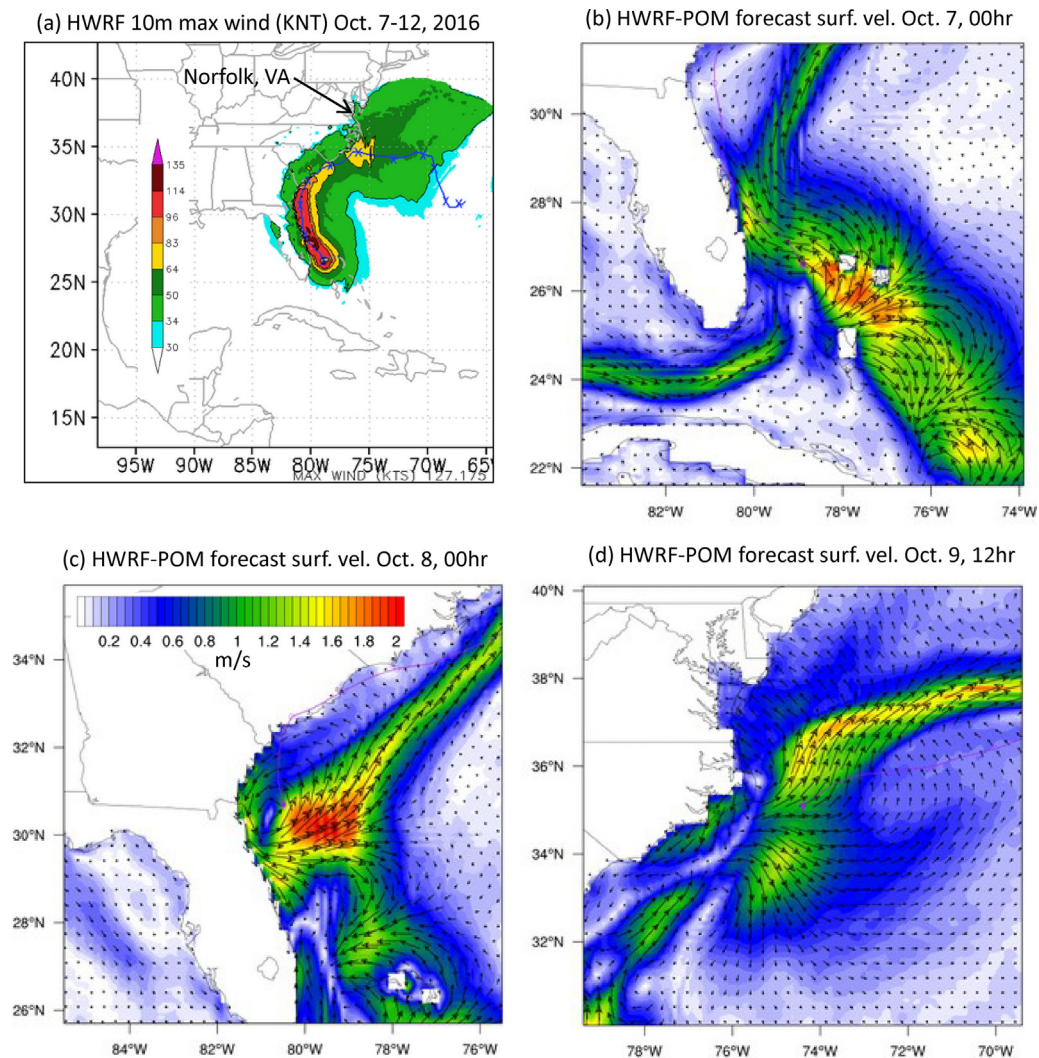 (a) HWRF 10m max wind (KNT) Oct. 7-12, 2016
Norfolk, VA
40N
35N
30N
25N
20N
15N
135
114
96
83
64
50
34
30
95W 90W 85W 80W 75W 70W 65W
MAX WIND (KTS) 127.175
(b) HWRF-POM forecast surf. vel. Oct. 7, 00hr
30°N
28°N
26°N
24°N
22°N
82°W 80°W 78°W 76°W 74°W
(c) HWRF-POM forecast surf. vel. Oct. 8, 00hr
0.2 0.4 0.6 0.8 1 1.2 1.4 1.6 1.8 2
m/s
34°N
32°N
30°N
28°N
26°N
84°W 82°W 80°W 78°W 76°W
(d) HWRF-POM forecast surf. vel. Oct. 9, 12hr
40°N
38°N
36°N
34°N
32°N
78°W 76°W 74°W 72°W 70°W